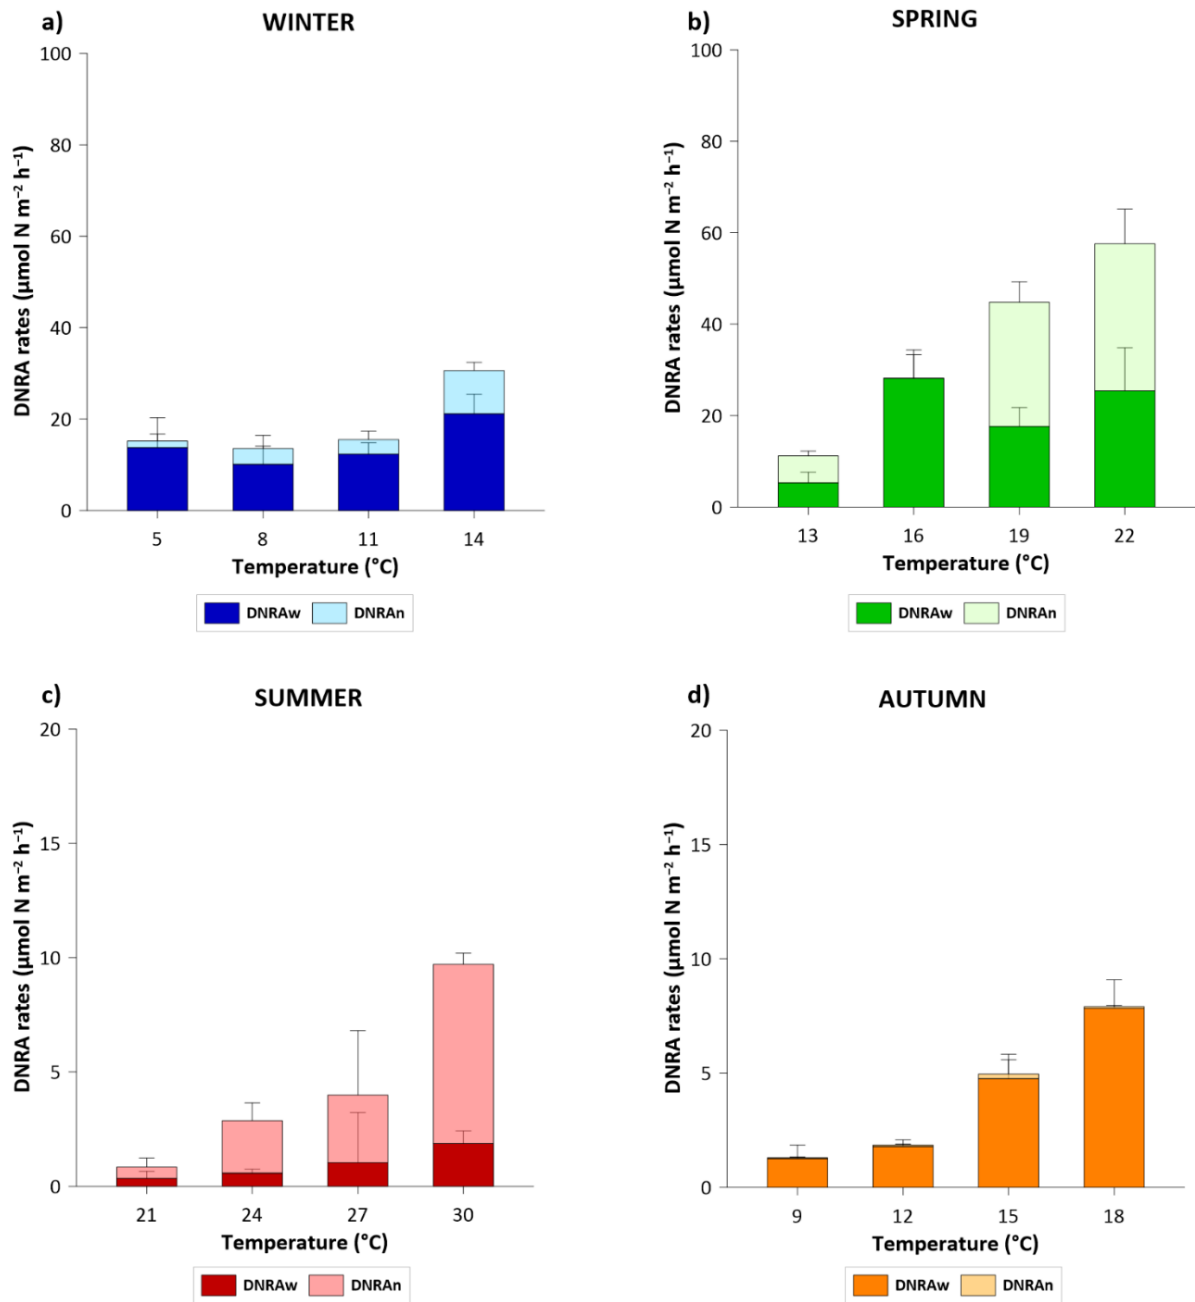 a) WINTER
100
80
60
40
20
0
DNRA rates (µmol N m⁻² h⁻¹)
5 8 11 14
Temperature (°C)
DNRAw DNRAn
b) SPRING
100
80
60
40
20
0
DNRA rates (µmol N m⁻² h⁻¹)
13 16 19 22
Temperature (°C)
DNRAw DNRAn
c) SUMMER
20
15
10
5
0
DNRA rates (µmol N m⁻² h⁻¹)
21 24 27 30
Temperature (°C)
DNRAw DNRAn
d) AUTUMN
20
15
10
5
0
DNRA rates (µmol N m⁻² h⁻¹)
9 12 15 18
Temperature (°C)
DNRAw DNRAn